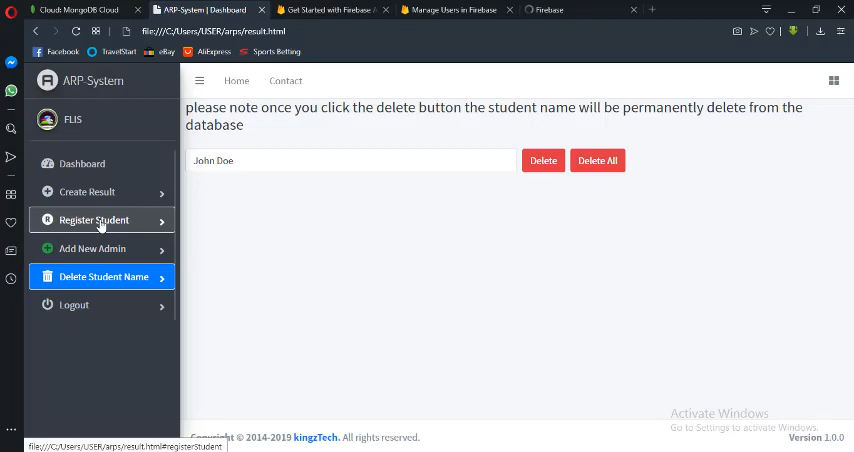 Cloud: MongoDB Cloud
ARP-System | Dashboard
Get Started with Firebase A
Manage Users in Firebase
Firebase
file:///C:/Users/USER/arps/result.html
Facebook
TravelStart
eBay
AliExpress
Sports Betting
A ARP-System
Home
Contact
FLIS
Dashboard
Create Result
R Register Student
Add New Admin
Delete Student Name
Logout
please note once you click the delete button the student name will be permanently delete from the
database
John Doe
Delete
Delete All
Activate Windows
Go to Settings to activate Windows.
Copyright © 2014-2019 kingzTech. All rights reserved.
Version 1.0.0
file:///C:/Users/USER/arps/result.html#registerStudent